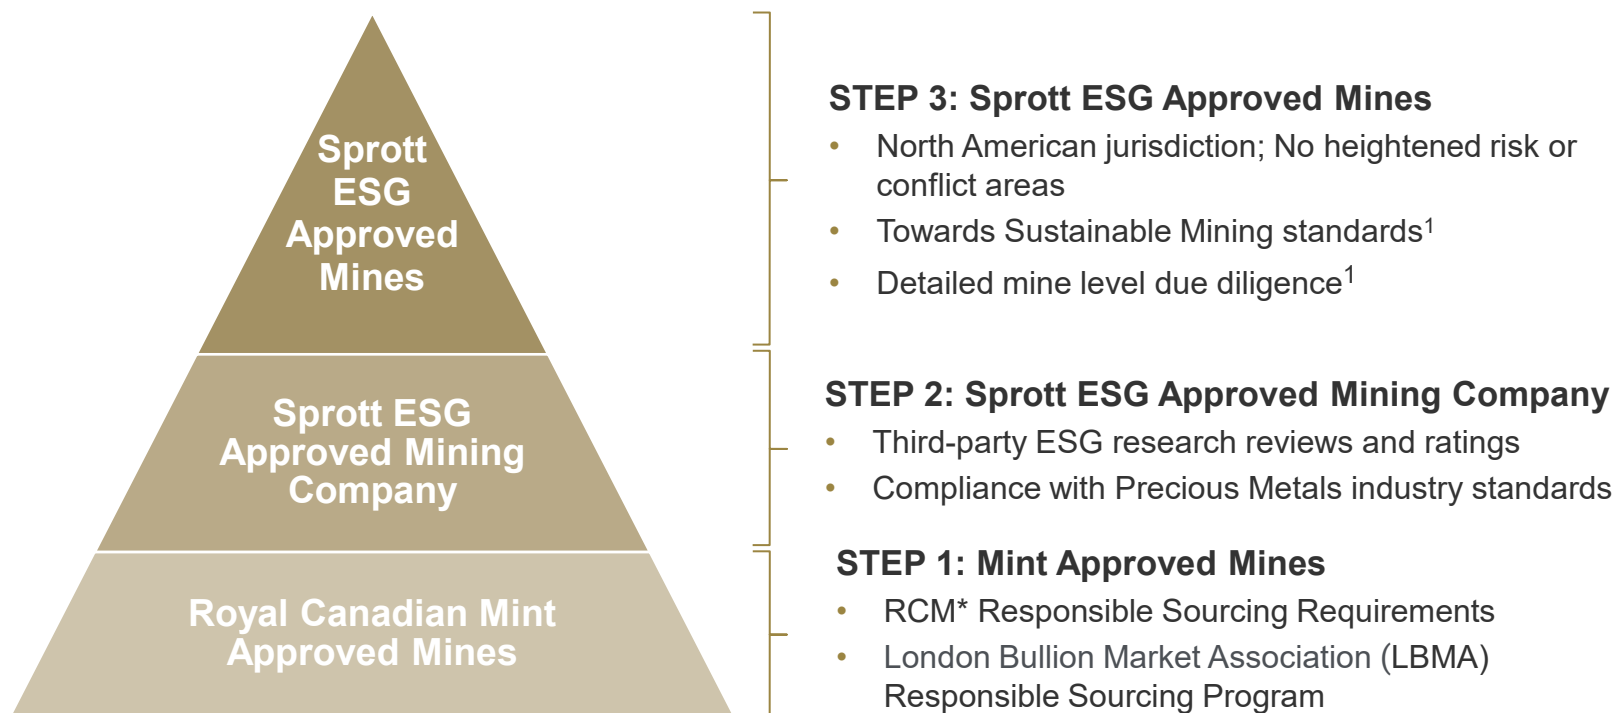 Sprott
ESG
Approved
Mines
STEP 3: Sprott ESG Approved Mines
• North American jurisdiction; No heightened risk or
conflict areas
• Towards Sustainable Mining standards¹
• Detailed mine level due diligence¹
Sprott ESG
Approved Mining
Company
STEP 2: Sprott ESG Approved Mining Company
• Third-party ESG research reviews and ratings
• Compliance with Precious Metals industry standards
Royal Canadian Mint
Approved Mines
STEP 1: Mint Approved Mines
• RCM* Responsible Sourcing Requirements
• London Bullion Market Association (LBMA)
Responsible Sourcing Program